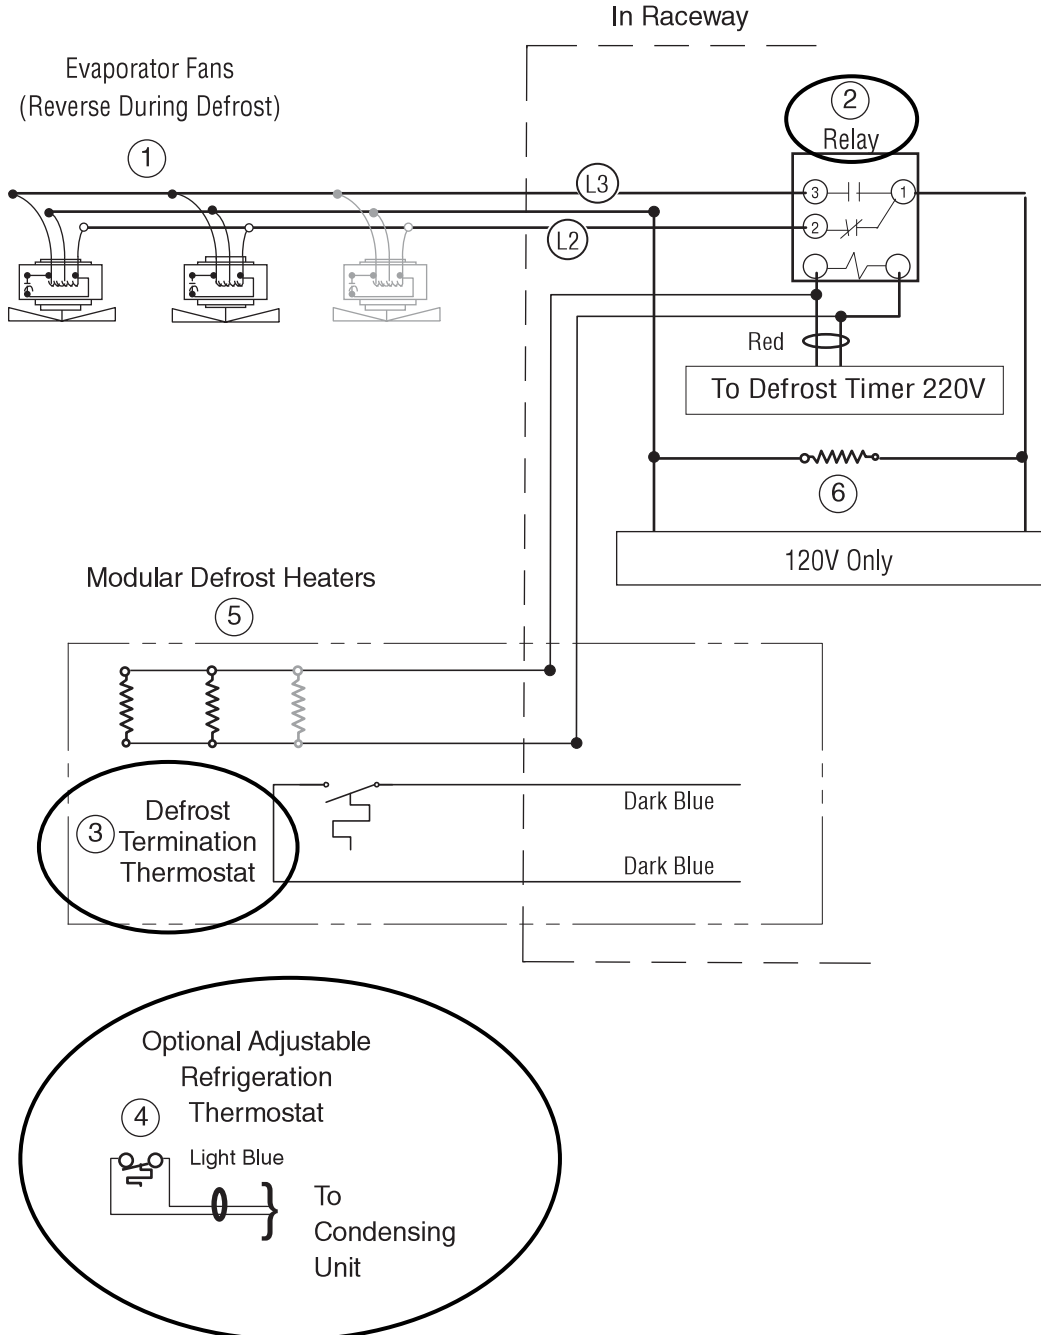 In Raceway
Evaporator Fans
(Reverse During Defrost)
1
2
Relay
L3
L2
3
1
2
Red
To Defrost Timer 220V
6
120V Only
Modular Defrost Heaters
5
3
Defrost
Termination
Thermostat
Dark Blue
Dark Blue
Optional Adjustable
Refrigeration
Thermostat
4
Light Blue
To
Condensing
Unit